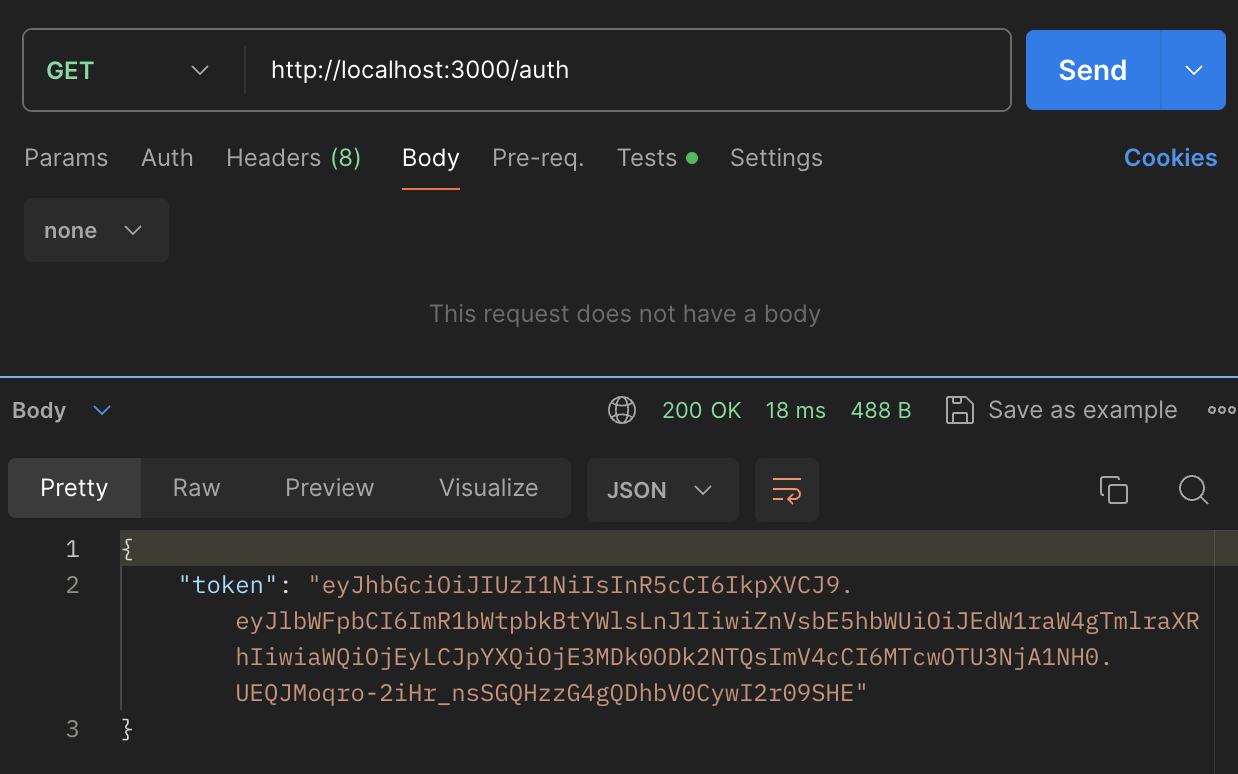 GET http://localhost:3000/auth Send
Params Auth Headers (8) Body Pre-req. Tests Settings Cookies
none
This request does not have a body
Body 200 OK 18 ms 488 B Save as example
Pretty Raw Preview Visualize JSON
1 {
2 "token": "eyJhbGciOiJIUzI1NiIsInR5cCI6IkpXVCJ9.
eyJlbWFpbCI6ImR1bWtpbkBtYWlsLnJ1IiwiZnVsbE5hbWUiOiJEdW1raW4gTmlraXR
hIiwiaWQiOjEyLCJpYXQiOjE3MDk0ODk2NTQsImV4cCI6MTcwOTU3NjA1NH0.
UEQJMoqro-2iHr_nsSGQHzzG4gQDhbV0CywI2r09SHE"
3 }